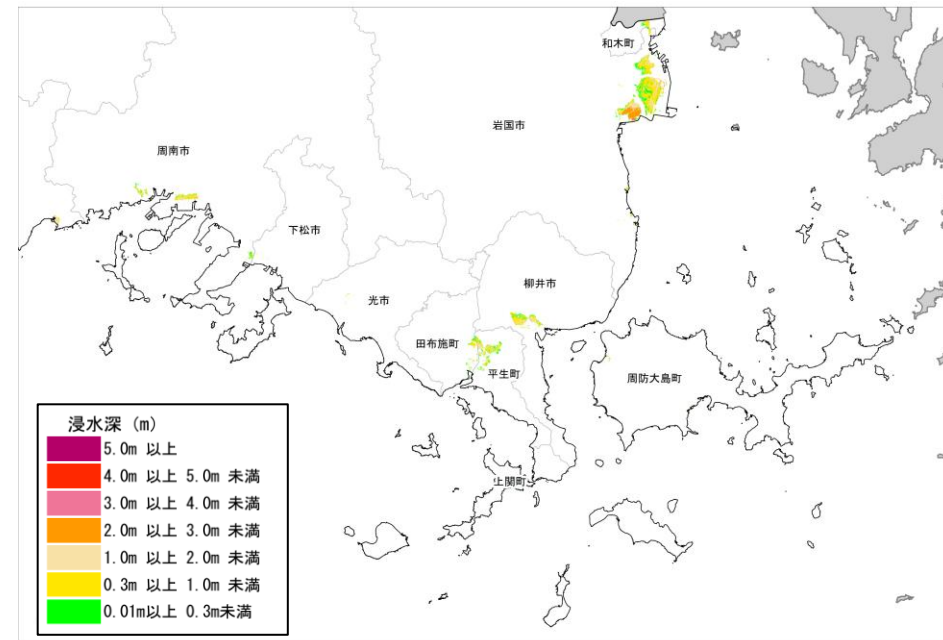 和木町
岩国市
周南市
下松市
柳井市
光市
田布施町
平生町
周防大島町
上関町
浸水深 (m)
5.0m 以上
4.0m 以上 5.0m 未満
3.0m 以上 4.0m 未満
2.0m 以上 3.0m 未満
1.0m 以上 2.0m 未満
0.3m 以上 1.0m 未満
0.01m以上 0.3m未満